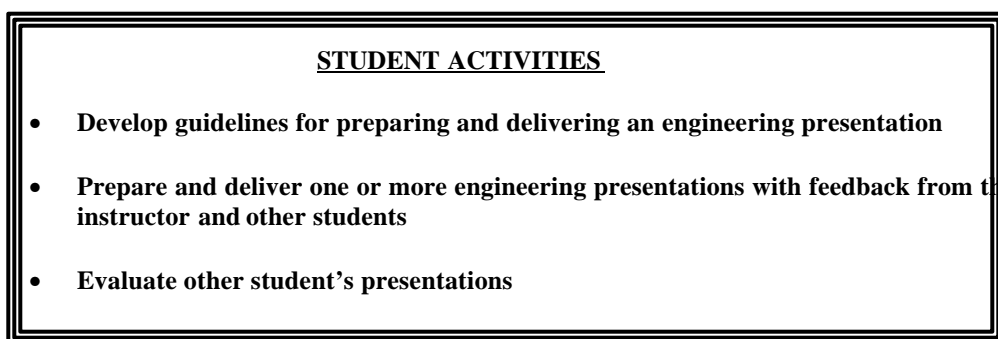 STUDENT ACTIVITIES
• Develop guidelines for preparing and delivering an engineering presentation
• Prepare and deliver one or more engineering presentations with feedback from th
instructor and other students
• Evaluate other student’s presentations